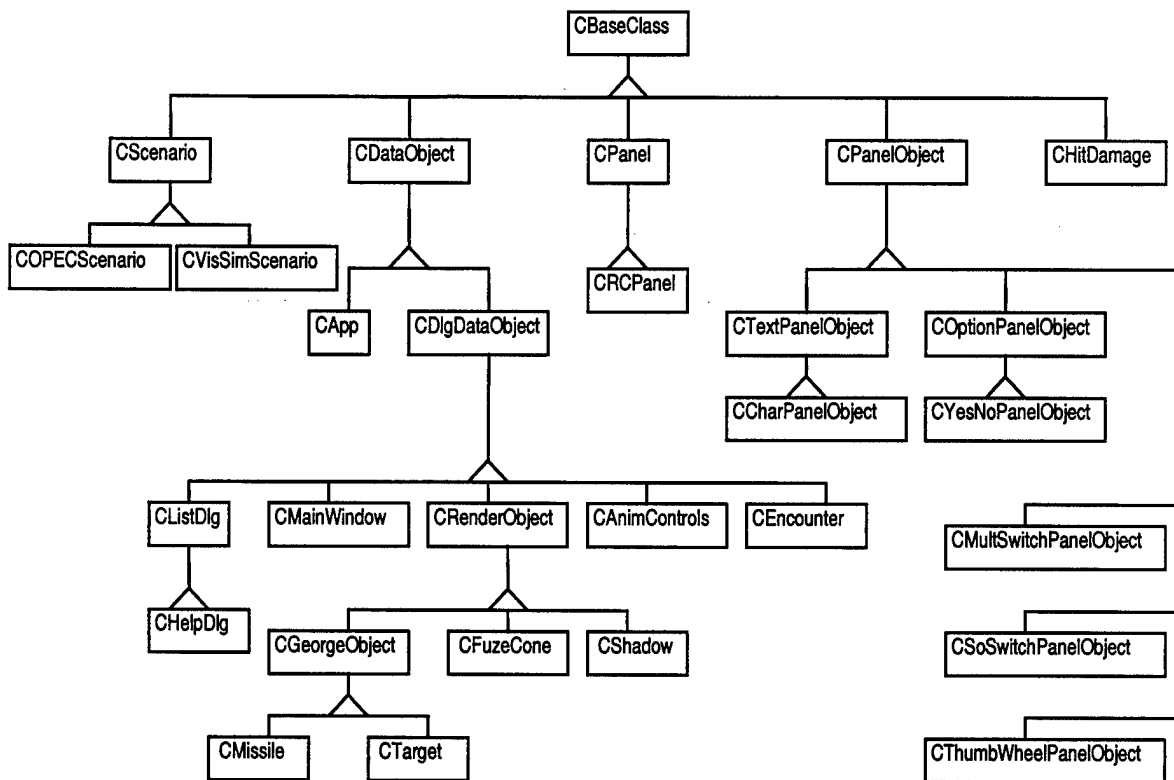 CBaseClass
CScenario
CDataObject
CPanel
CPanelObject
CHitDamage
COPECScenario
CVisSimScenario
CRCPanel
CApp
CDlgDataObject
CTextPanelObject
COptionPanelObject
CCharPanelObject
CYesNoPanelObject
CListDlg
CMainWindow
CRenderObject
CAnimControls
CEncounter
CMultSwitchPanelObject
CHelpDlg
CGeorgeObject
CFuzeCone
CShadow
CSoSwitchPanelObject
CMissile
CTarget
CThumbWheelPanelObject